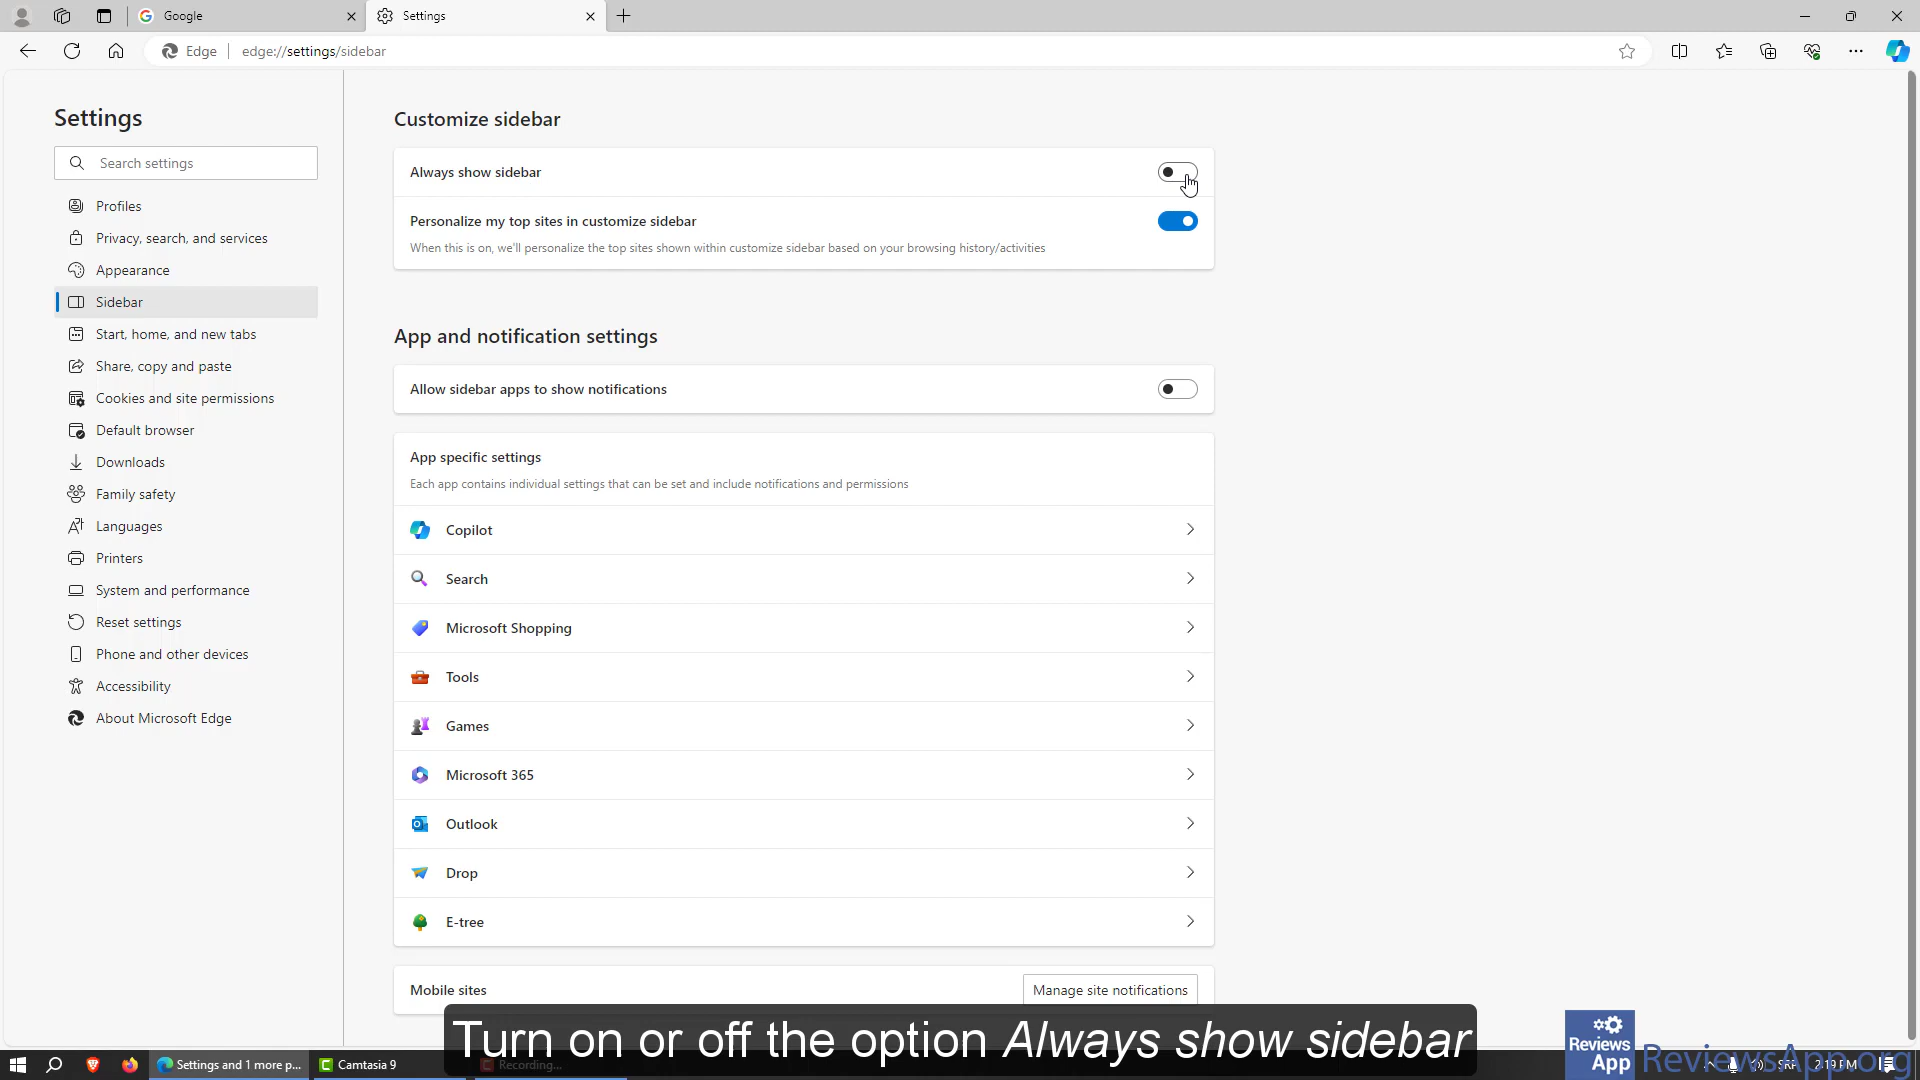 Google
Settings
Edge
edge://settings/sidebar
Settings
Search settings
Profiles
Privacy, search, and services
Appearance
Sidebar
Start, home, and new tabs
Share, copy and paste
Cookies and site permissions
Default browser
Downloads
Family safety
Languages
Printers
System and performance
Reset settings
Phone and other devices
Accessibility
About Microsoft Edge
Customize sidebar
Always show sidebar
Personalize my top sites in customize sidebar
When this is on, we'll personalize the top sites shown within customize sidebar based on your browsing history/activities
App and notification settings
Allow sidebar apps to show notifications
App specific settings
Each app contains individual settings that can be set and include notifications and permissions
Copilot
Search
Microsoft Shopping
Tools
Games
Microsoft 365
Outlook
Drop
E-tree
Mobile sites
Manage site notifications
Turn on or off the option Always show sidebar
Settings and 1 more p...
Camtasia 9
Recording...
Reviews
App
ReviewsApp.org
2:19 PM